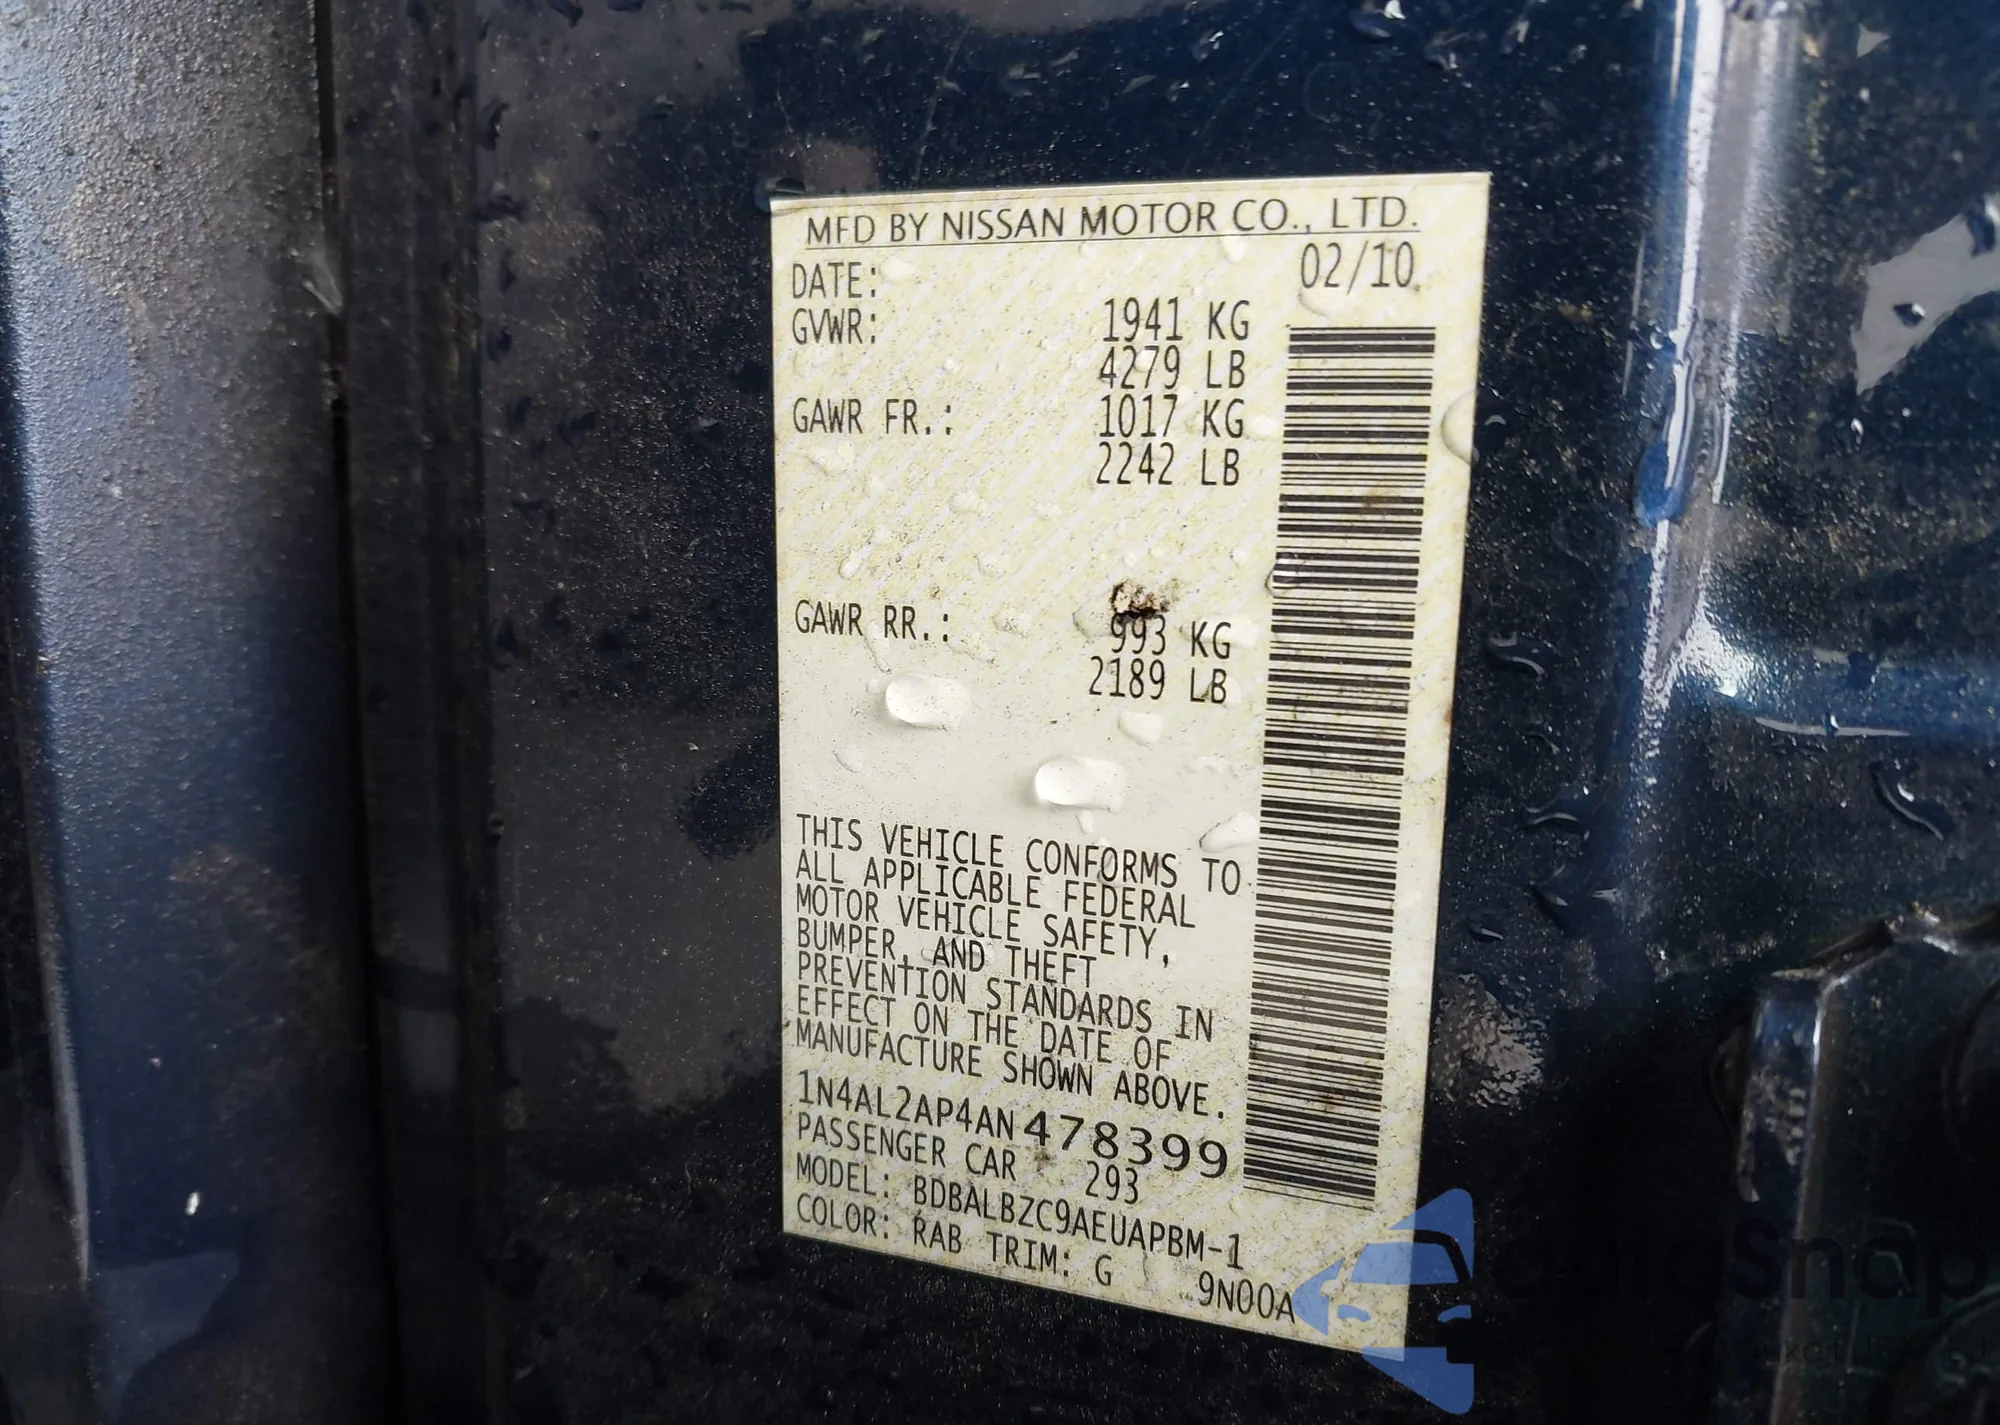 MFD BY NISSAN MOTOR CO., LTD.
DATE: 02/10
GVWR: 1941 KG
4279 LB
GAWR FR.: 1017 KG
2242 LB
GAWR RR.: 993 KG
2189 LB
THIS VEHICLE CONFORMS TO
ALL APPLICABLE FEDERAL
MOTOR VEHICLE SAFETY,
BUMPER, AND THEFT
PREVENTION STANDARDS IN
EFFECT ON THE DATE OF
MANUFACTURE SHOWN ABOVE.
1N4AL2AP4AN478399
PASSENGER CAR 293
MODEL: BDBALBZC9AEUAPBM-1
COLOR: RAB TRIM: G
9N00A